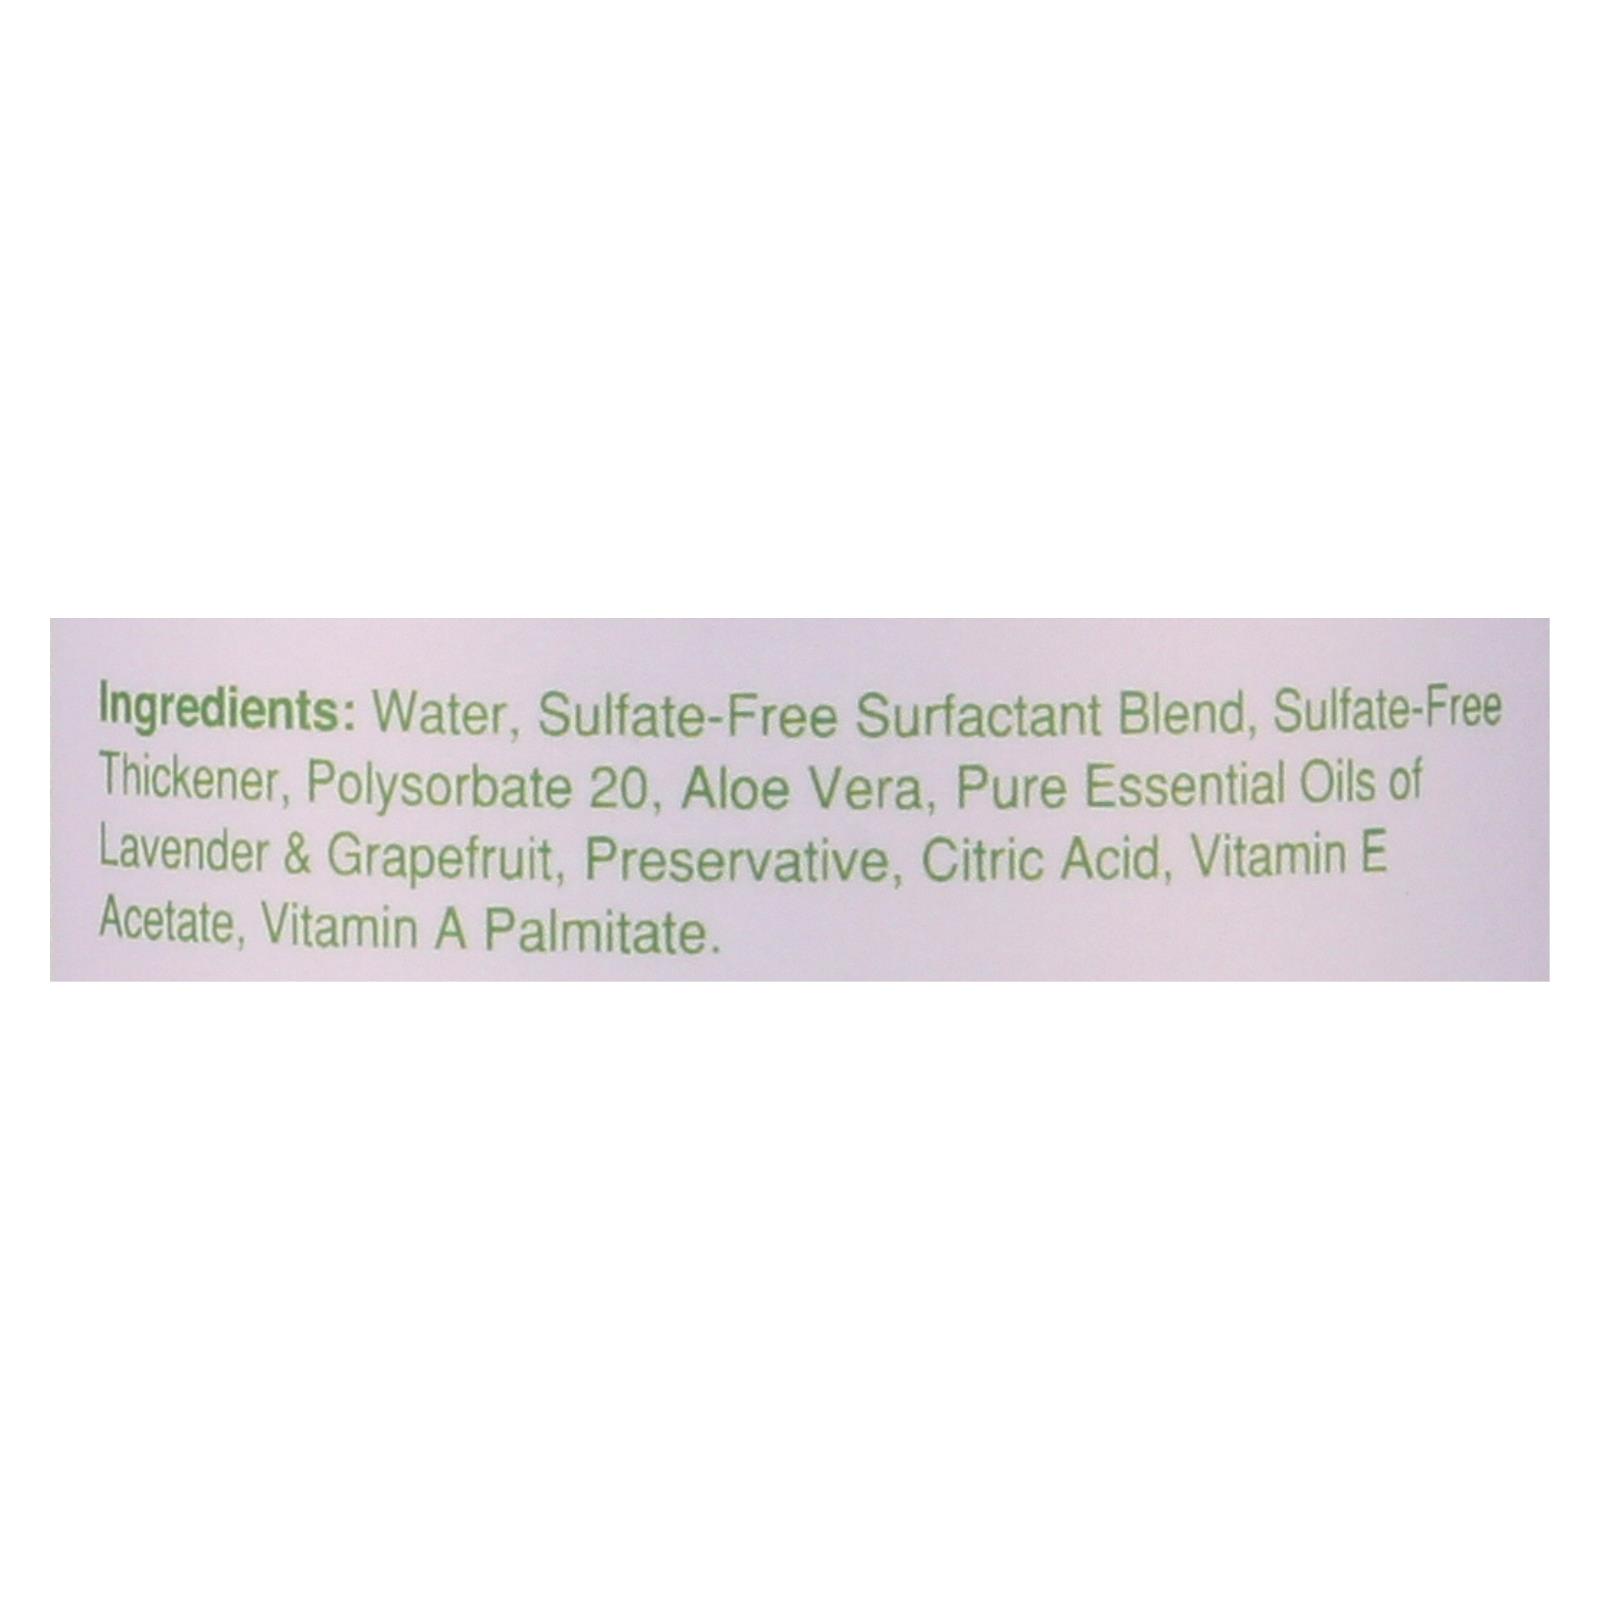 Ingredients: Water, Sulfate-Free Surfactant Blend, Sulfate-Free
Thickener, Polysorbate 20, Aloe Vera, Pure Essential Oils of
Lavender & Grapefruit, Preservative, Citric Acid, Vitamin E
Acetate, Vitamin A Palmitate.